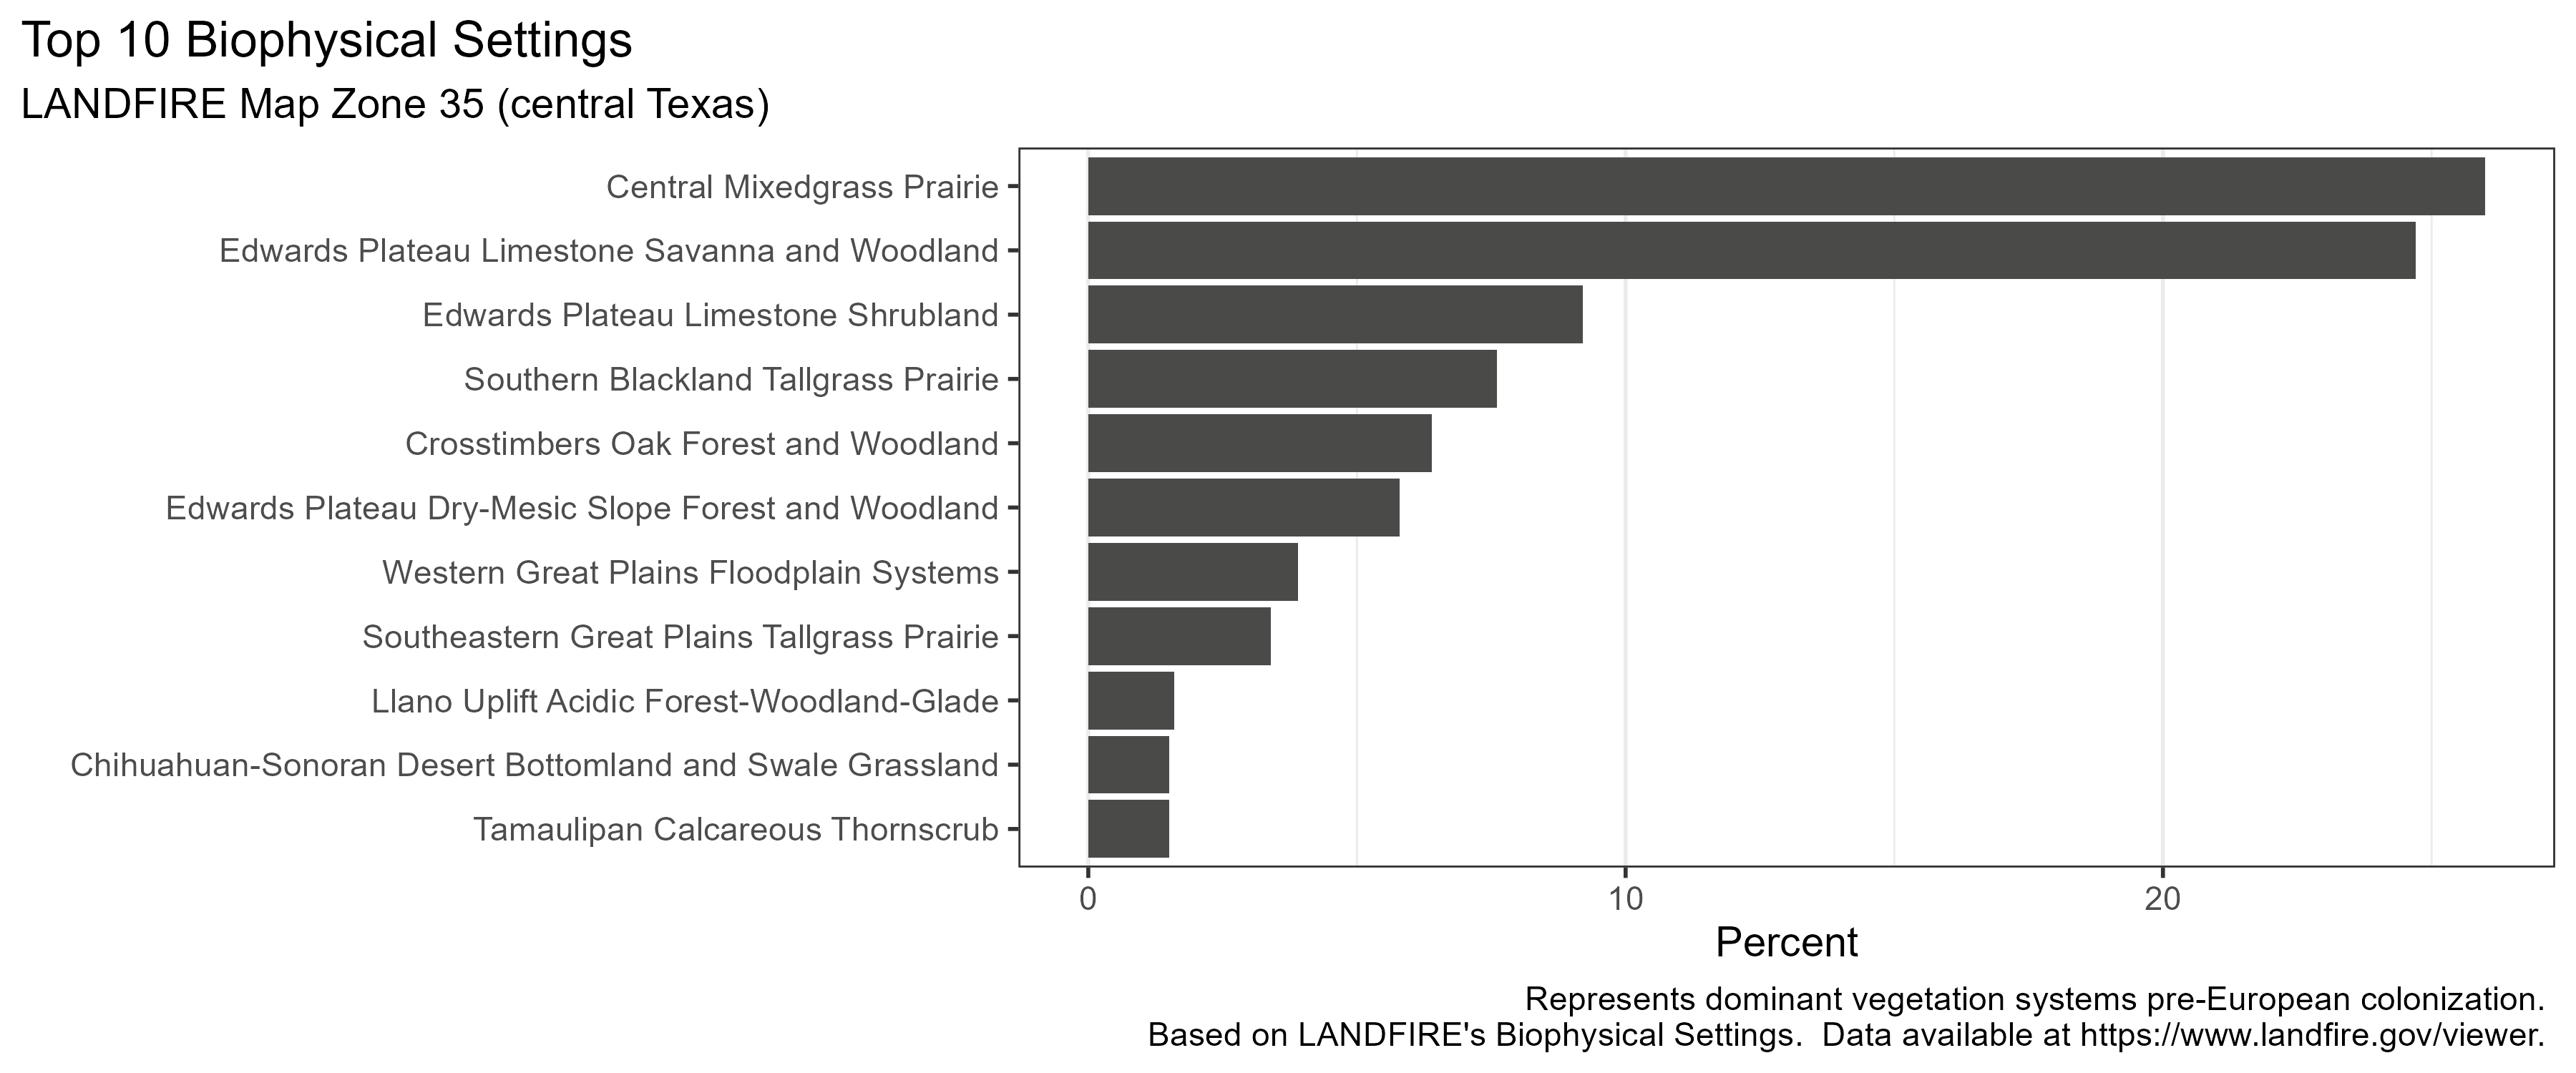 Top 10 Biophysical Settings
LANDFIRE Map Zone 35 (central Texas)
Central Mixedgrass Prairie
Edwards Plateau Limestone Savanna and Woodland
Edwards Plateau Limestone Shrubland
Southern Blackland Tallgrass Prairie
Crosstimbers Oak Forest and Woodland
Edwards Plateau Dry-Mesic Slope Forest and Woodland
Western Great Plains Floodplain Systems
Southeastern Great Plains Tallgrass Prairie
Llano Uplift Acidic Forest-Woodland-Glade
Chihuahuan-Sonoran Desert Bottomland and Swale Grassland
Tamaulipan Calcareous Thornscrub
0 10 20
Percent
Represents dominant vegetation systems pre-European colonization.
Based on LANDFIRE's Biophysical Settings.  Data available at https://www.landfire.gov/viewer.